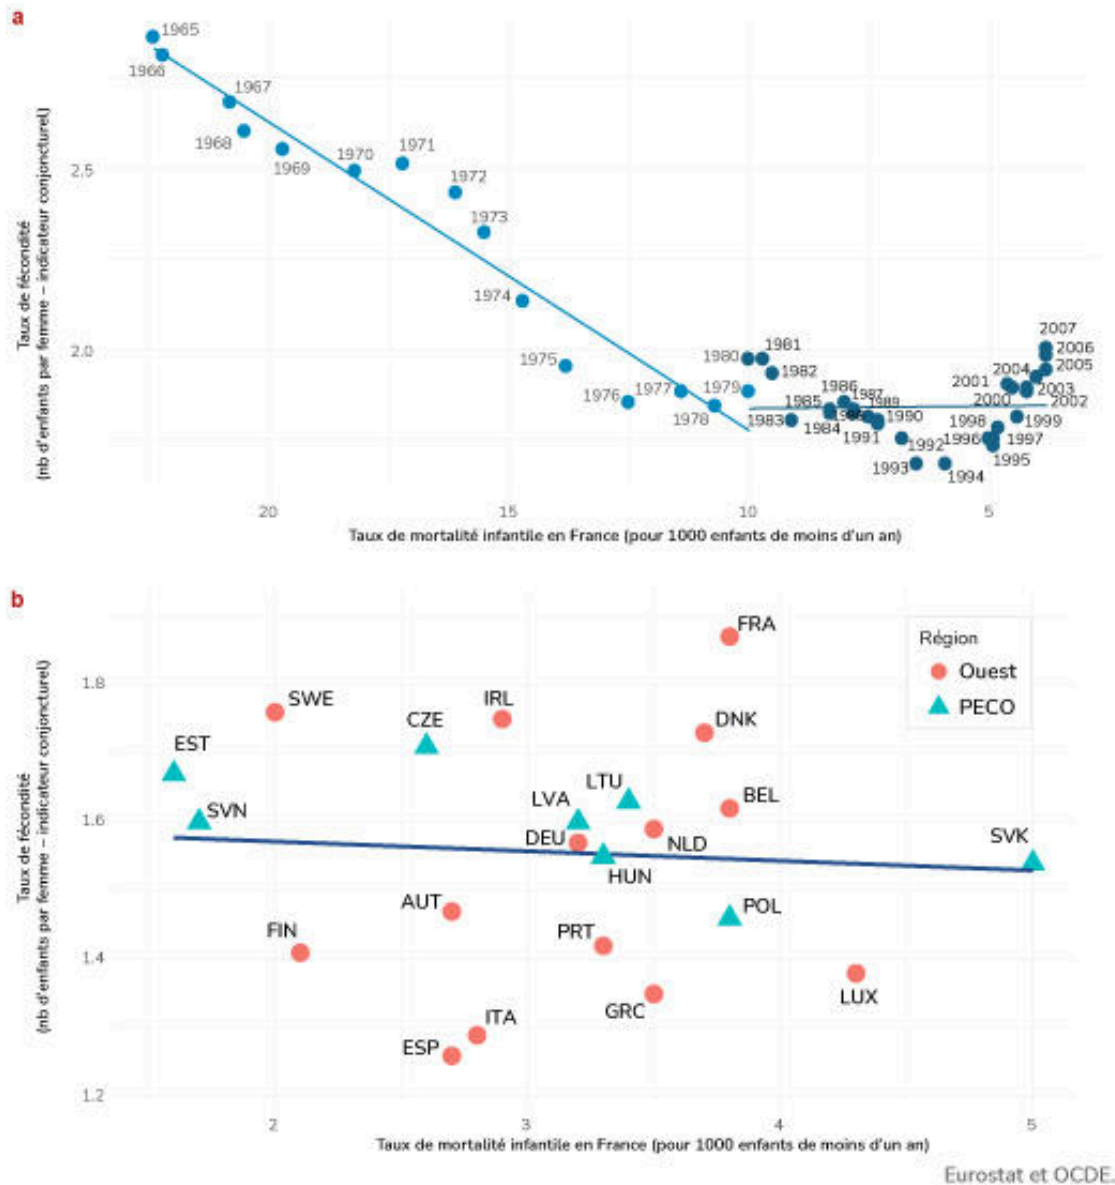 a
1965
1966
1967
1968
1969
1970
1971
1972
1973
1974
1975
1976
1977
1978
1979
1980
1981
1982
1983
1984
1985
1986
1987
1989
1990
1991
1992
1993
1994
1995
1996
1997
1998
1999
2000
2001
2002
2003
2004
2005
2006
2007
2.5
2.0
Taux de fécondité
(nb d'enfants par femme – indicateur conjoncturel)
20
15
10
5
Taux de mortalité infantile en France (pour 1000 enfants de moins d'un an)
b
FRA
Région
Ouest
PECO
SWE
IRL
CZE
DNK
EST
LTU
SVN
LVA
BEL
DEU
NLD
SVK
HUN
AUT
POL
FIN
PRT
LUX
GRC
ITA
ESP
1.8
1.6
1.4
1.2
Taux de fécondité
(nb d'enfants par femme – indicateur conjoncturel)
2
3
4
5
Taux de mortalité infantile en France (pour 1000 enfants de moins d'un an)
Eurostat et OCDE.